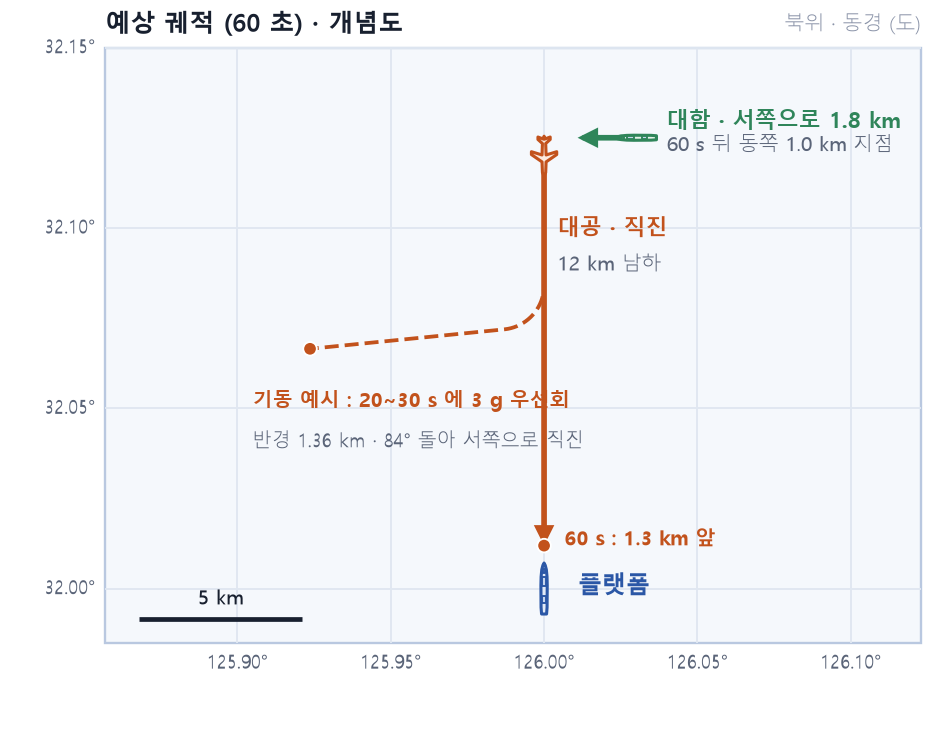 예상 궤적 (60 초) · 개념도
북위 · 동경 (도)
32.15°
대함 · 서쪽으로 1.8 km
60 s 뒤 동쪽 1.0 km 지점
32.10°
대공 · 직진
12 km 남하
32.05°
기동 예시 : 20~30 s 에 3 g 우선회
반경 1.36 km · 84° 돌아 서쪽으로 직진
60 s : 1.3 km 앞
32.00°
플랫폼
5 km
125.90°
125.95°
126.00°
126.05°
126.10°